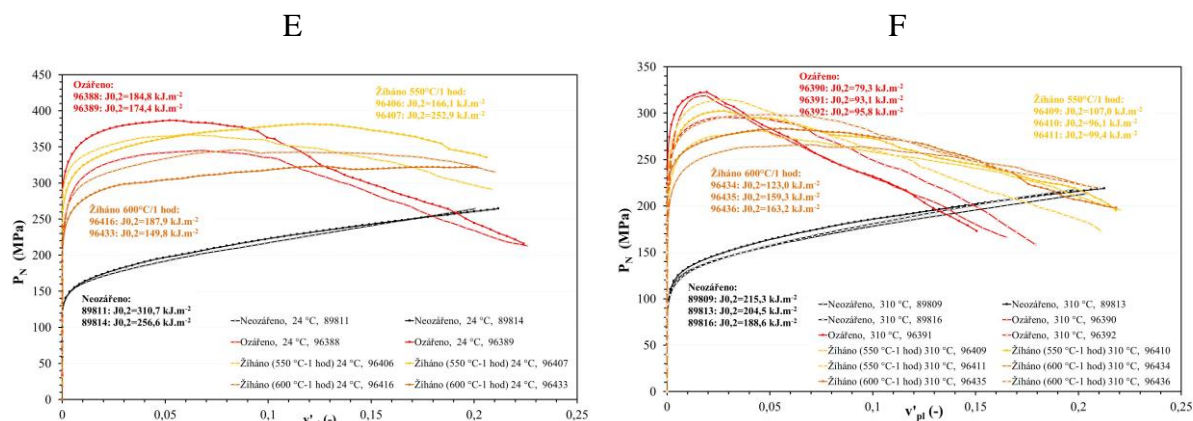 E
F
450
400
350
300
250
200
150
100
50
0
P_N (MPa)
Ozářeno:
96388: J0,2=184,8 kJ.m⁻²
96389: J0,2=174,4 kJ.m⁻²
Žíháno 550°C/1 hod:
96406: J0,2=166,1 kJ.m⁻²
96407: J0,2=252,9 kJ.m⁻²
Žíháno 600°C/1 hod:
96416: J0,2=187,9 kJ.m⁻²
96433: J0,2=149,8 kJ.m⁻²
Neozářeno:
89811: J0,2=310,7 kJ.m⁻²
89814: J0,2=256,6 kJ.m⁻²
Neozářeno, 24 °C, 89811
Neozářeno, 24 °C, 89814
Ozářeno, 24 °C, 96388
Ozářeno, 24 °C, 96389
Žíháno (550 °C-1 hod) 24 °C, 96406
Žíháno (550 °C-1 hod) 24 °C, 96407
Žíháno (600 °C-1 hod) 24 °C, 96416
Žíháno (600 °C-1 hod) 24 °C, 96433
0 0,05 0,1 0,15 0,2 0,25
350
300
250
200
150
100
50
0
P_N (MPa)
Ozářeno:
96390: J0,2=79,3 kJ.m⁻²
96391: J0,2=93,1 kJ.m⁻²
96392: J0,2=95,8 kJ.m⁻²
Žíháno 550°C/1 hod:
96409: J0,2=107,0 kJ.m⁻²
96410: J0,2=96,1 kJ.m⁻²
96411: J0,2=99,4 kJ.m⁻²
Žíháno 600°C/1 hod:
96434: J0,2=123,0 kJ.m⁻²
96435: J0,2=159,3 kJ.m⁻²
96436: J0,2=163,2 kJ.m⁻²
Neozářeno:
89809: J0,2=215,3 kJ.m⁻²
89813: J0,2=204,5 kJ.m⁻²
89816: J0,2=188,6 kJ.m⁻²
Neozářeno, 310 °C, 89809
Neozářeno, 310 °C, 89813
Neozářeno, 310 °C, 89816
Ozářeno, 310 °C, 96390
Ozářeno, 310 °C, 96391
Ozářeno, 310 °C, 96392
Žíháno (550 °C-1 hod) 310 °C, 96409
Žíháno (550 °C-1 hod) 310 °C, 96410
Žíháno (550 °C-1 hod) 310 °C, 96411
Žíháno (600 °C-1 hod) 310 °C, 96434
Žíháno (600 °C-1 hod) 310 °C, 96435
Žíháno (600 °C-1 hod) 310 °C, 96436
0 0,05 0,1 0,15 0,2 0,25
v'pl (-)